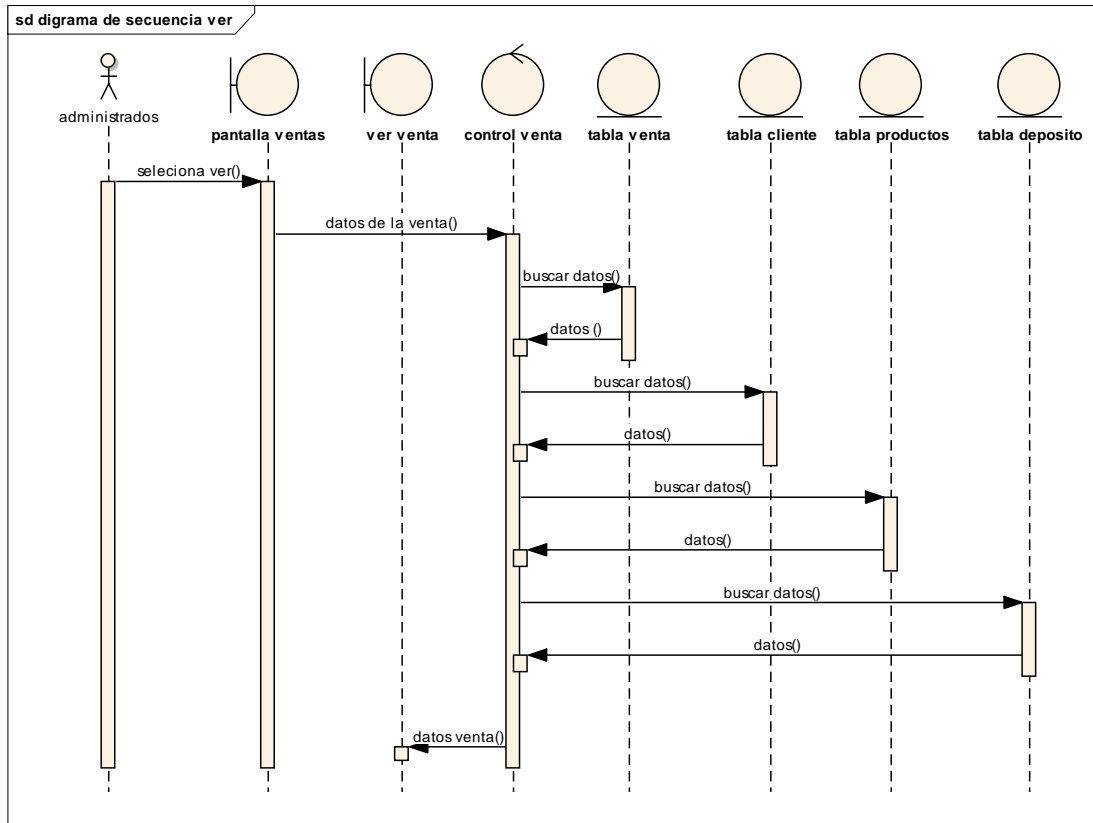 sd digrama de secuencia ver
administrados
pantalla ventas
ver venta
control venta
tabla venta
tabla cliente
tabla productos
tabla deposito
seleciona ver()
datos de la venta()
buscar datos()
datos ()
buscar datos()
datos()
buscar datos()
datos()
buscar datos()
datos()
datos venta()